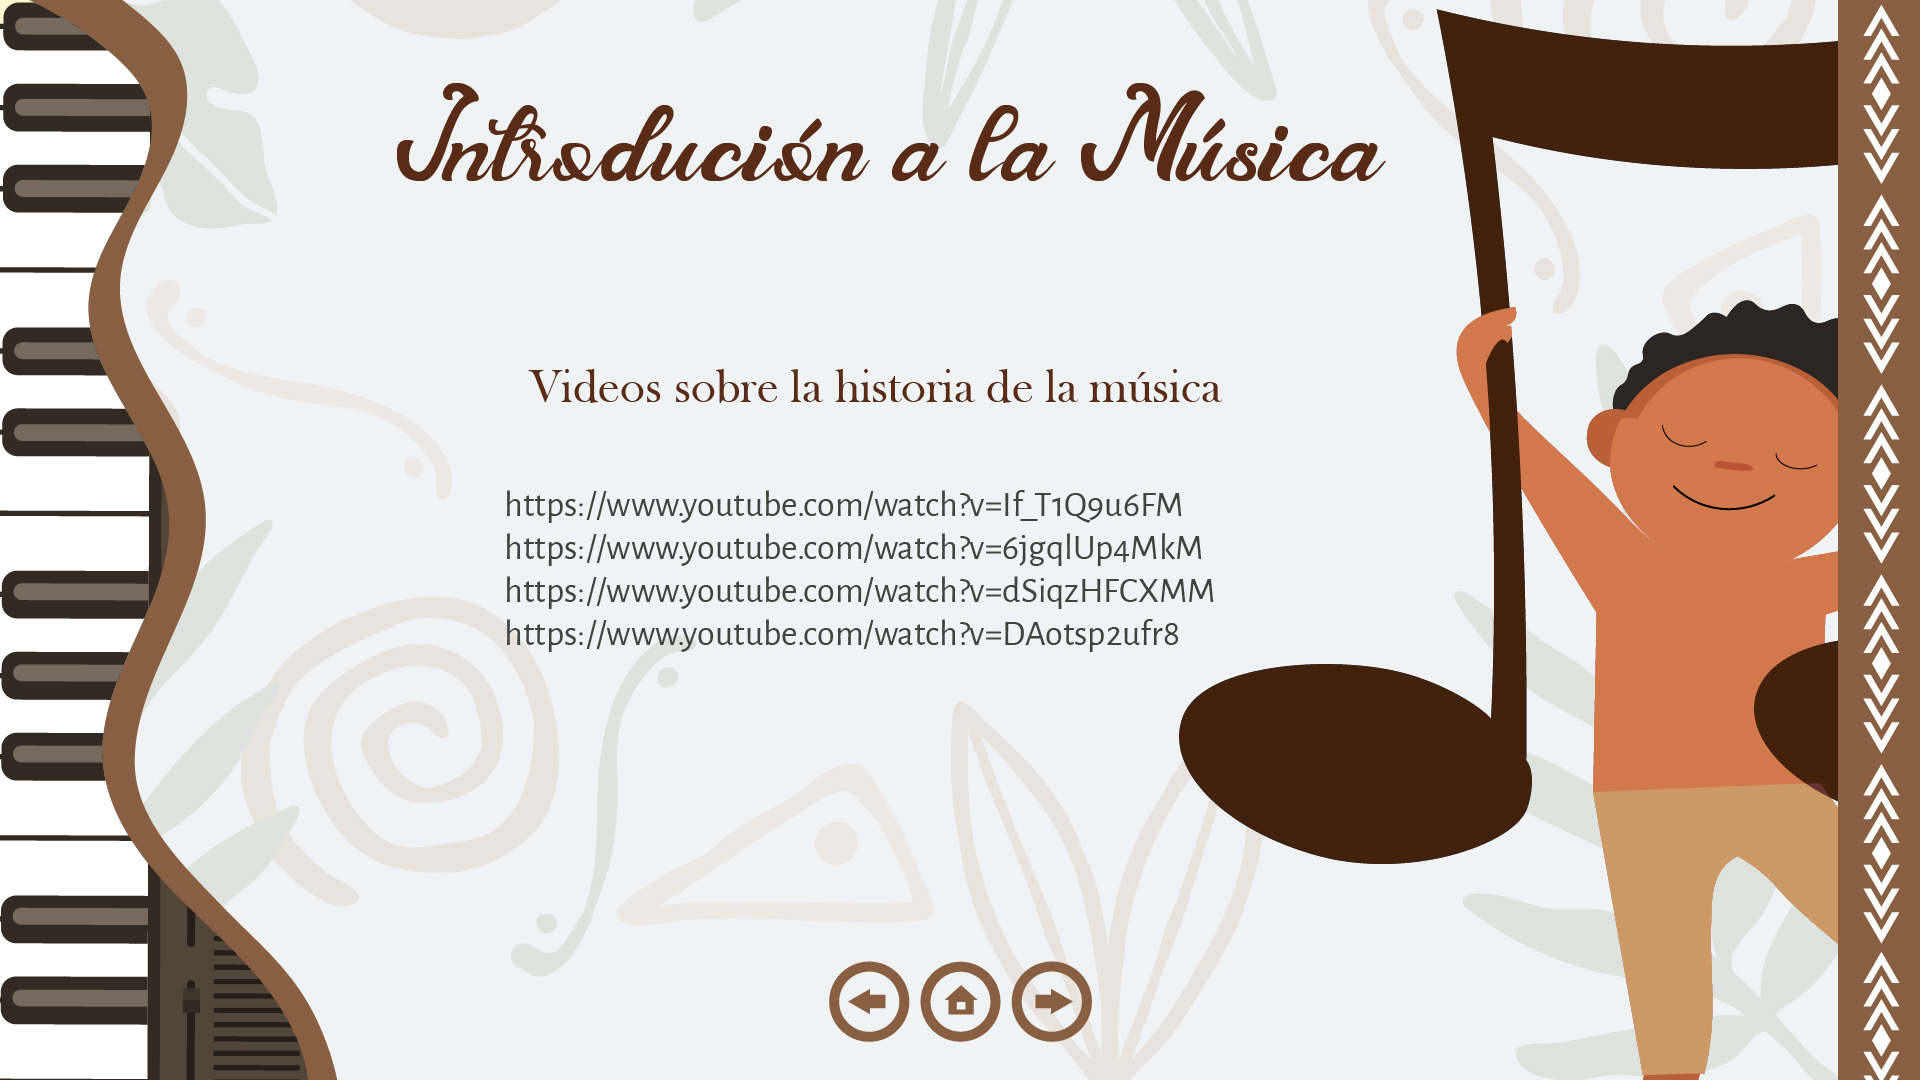 Introdución a la Música
Videos sobre la historia de la música
https://www.youtube.com/watch?v=If_T1Q9u6FM
https://www.youtube.com/watch?v=6jgqlUp4MkM
https://www.youtube.com/watch?v=dSiqzHFCXMM
https://www.youtube.com/watch?v=DAotsp2ufr8